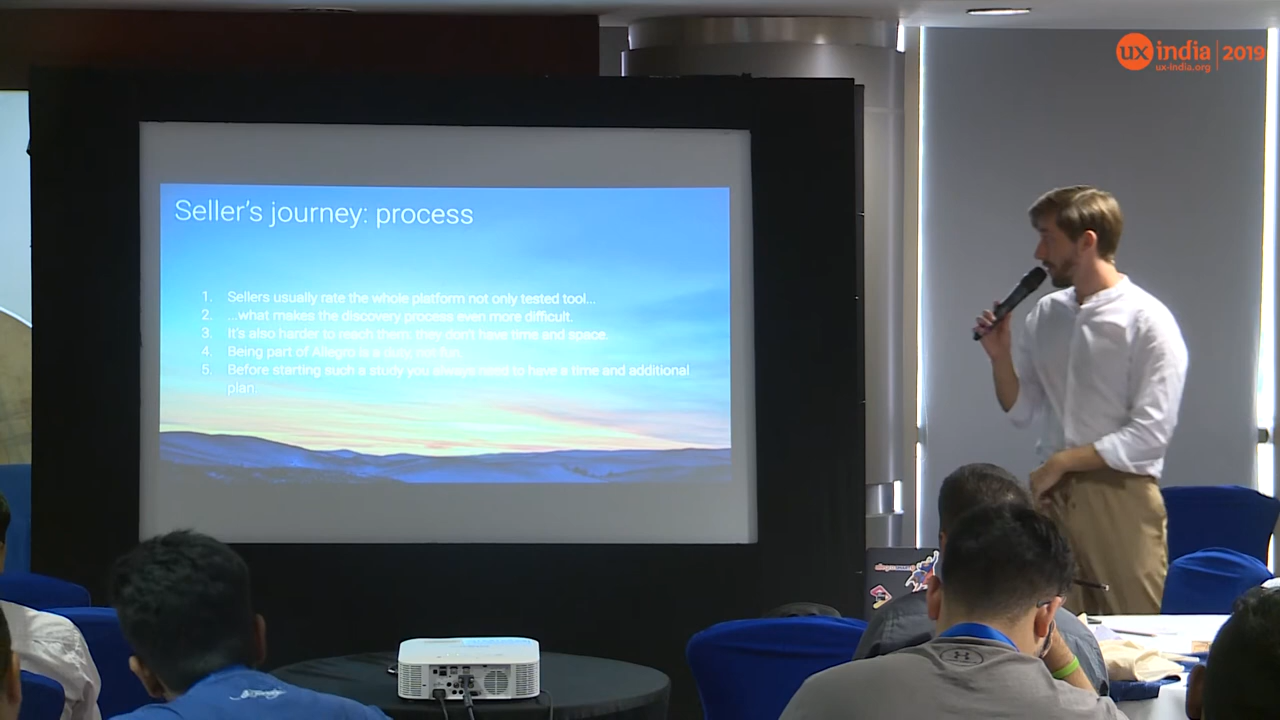 ux india | 2019
ux-india.org
Seller's journey: process
1. Sellers usually rate the whole platform not only tested tool...
2. ...what makes the discovery process even more difficult.
3. It's also harder to reach them: they don't have time and space.
4. Being part of Allegro is a duty, not fun.
5. Before starting such a study you always need to have a time and additional
plan.